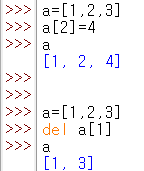 >>> a=[1,2,3]
>>> a[2]=4
>>> a
[1, 2, 4]
>>>
>>>
>>> a=[1,2,3]
>>> del a[1]
>>> a
[1, 3]